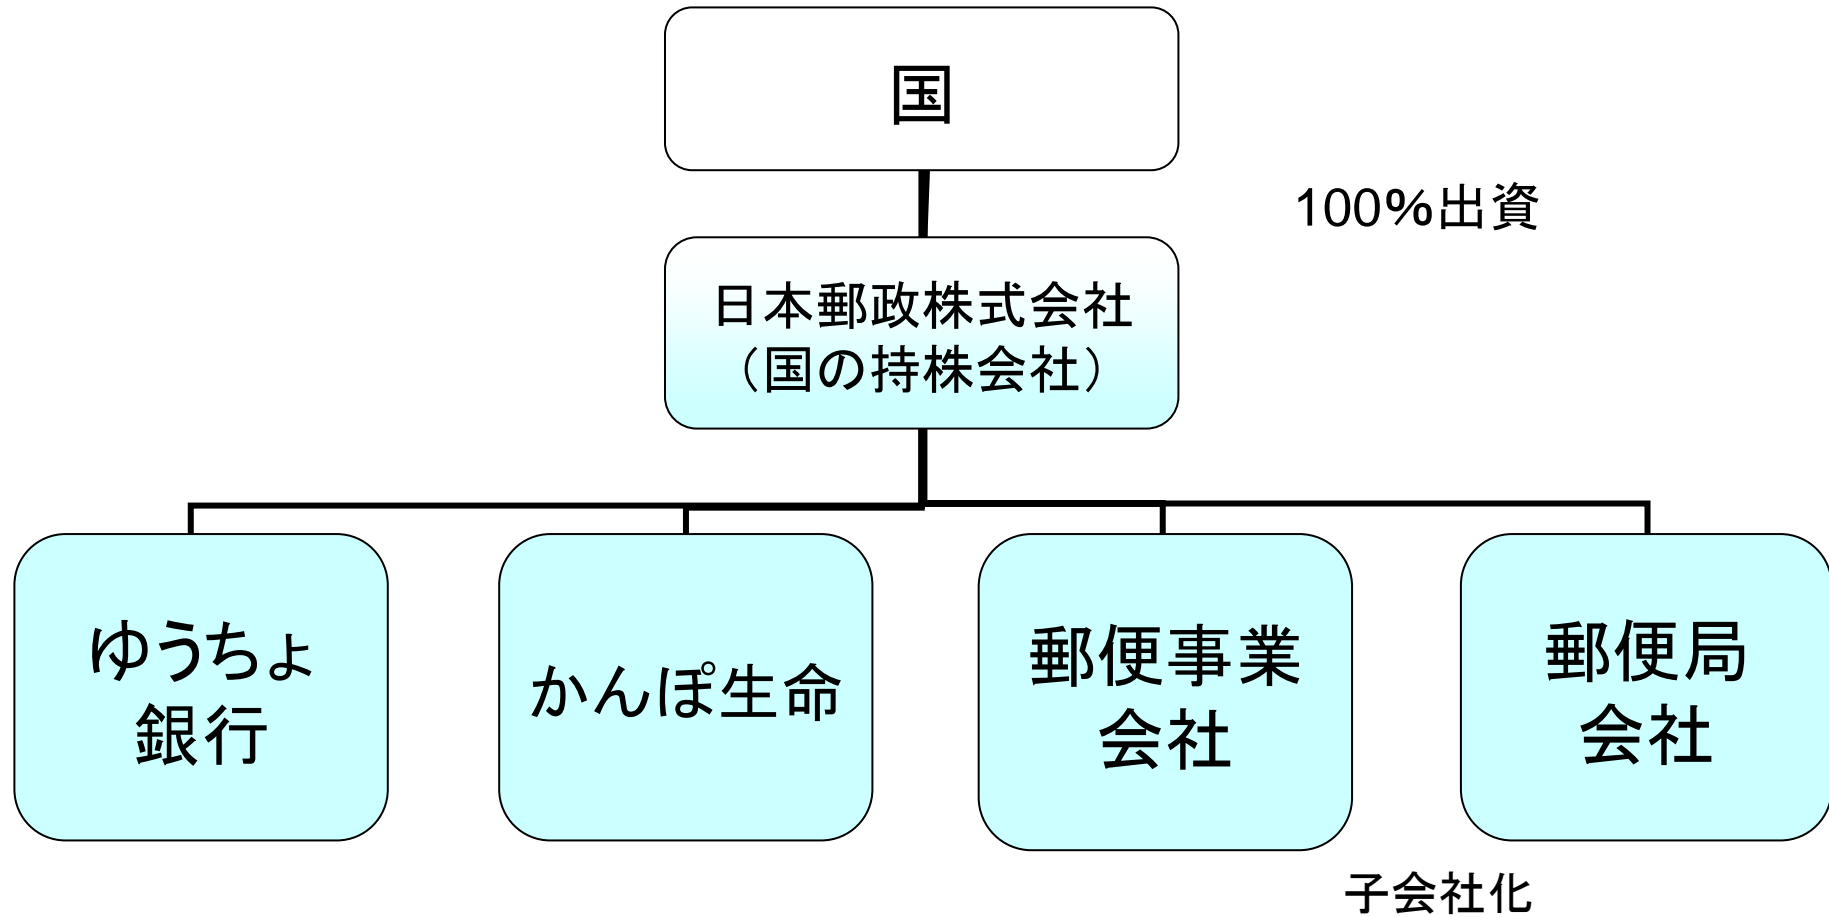 国
100%出資
日本郵政株式会社
（国の持株会社）
ゆうちょ
銀行
かんぽ生命
郵便事業
会社
郵便局
会社
子会社化